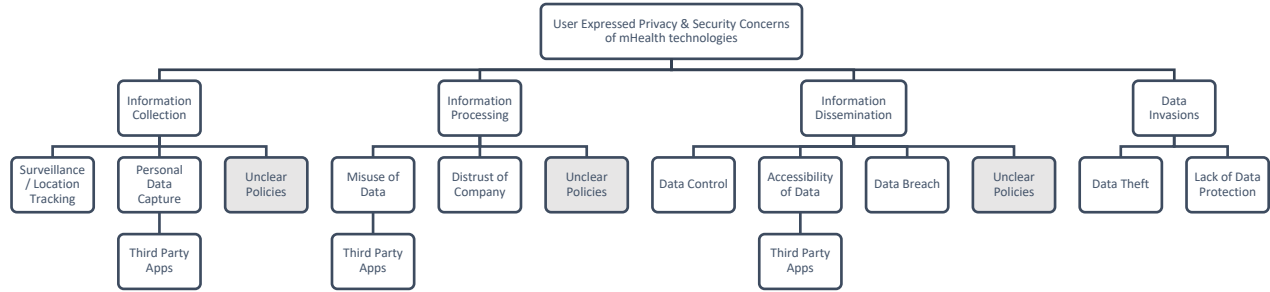 User Expressed Privacy & Security Concerns
of mHealth technologies
Information
Collection
Information
Processing
Information
Dissemination
Data
Invasions
Surveillance
/ Location
Tracking
Personal
Data
Capture
Unclear
Policies
Misuse of
Data
Distrust of
Company
Unclear
Policies
Data Control
Accessibility
of Data
Data Breach
Unclear
Policies
Data Theft
Lack of Data
Protection
Third Party
Apps
Third Party
Apps
Third Party
Apps